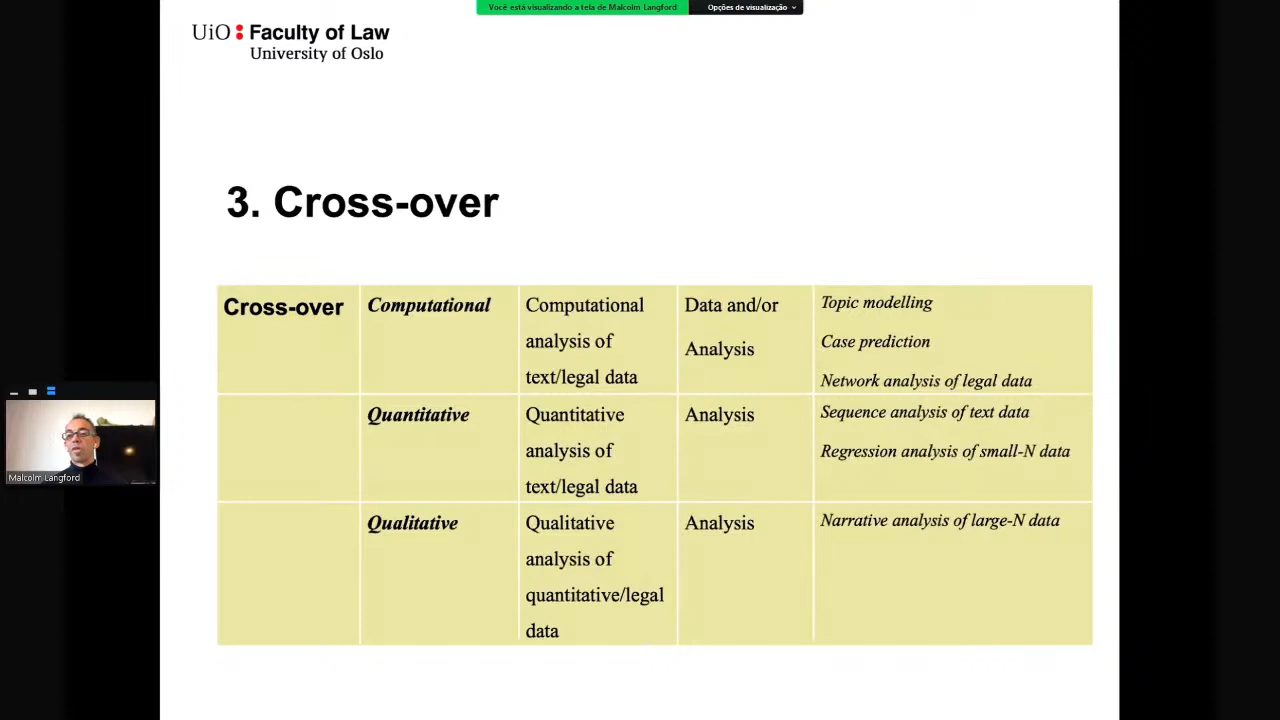 Você está visualizando a tela de Malcolm Langford
Opções de visualização
UiO : Faculty of Law
University of Oslo
3. Cross-over
Cross-over
Computational
Computational
analysis of
text/legal data
Data and/or
Analysis
Topic modelling
Case prediction
Network analysis of legal data
Quantitative
Quantitative
analysis of
text/legal data
Analysis
Sequence analysis of text data
Regression analysis of small-N data
Qualitative
Qualitative
analysis of
quantitative/legal
data
Analysis
Narrative analysis of large-N data
Malcolm Langford